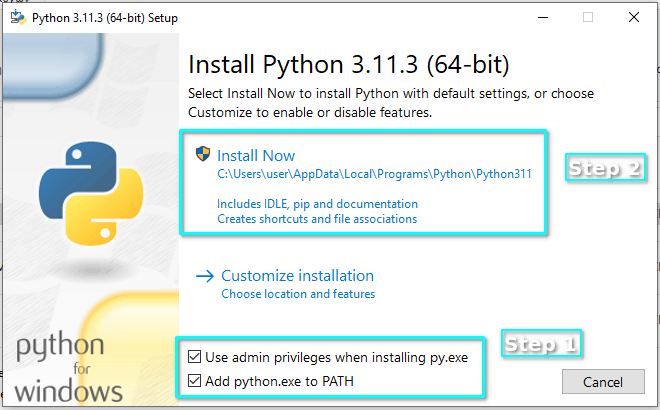 Python 3.11.3 (64-bit) Setup
Install Python 3.11.3 (64-bit)
Select Install Now to install Python with default settings, or choose
Customize to enable or disable features.
Install Now
C:\Users\user\AppData\Local\Programs\Python\Python311
Includes IDLE, pip and documentation
Creates shortcuts and file associations
Step 2
Customize installation
Choose location and features
Step 1
Use admin privileges when installing py.exe
Add python.exe to PATH
python
for
windows
Cancel